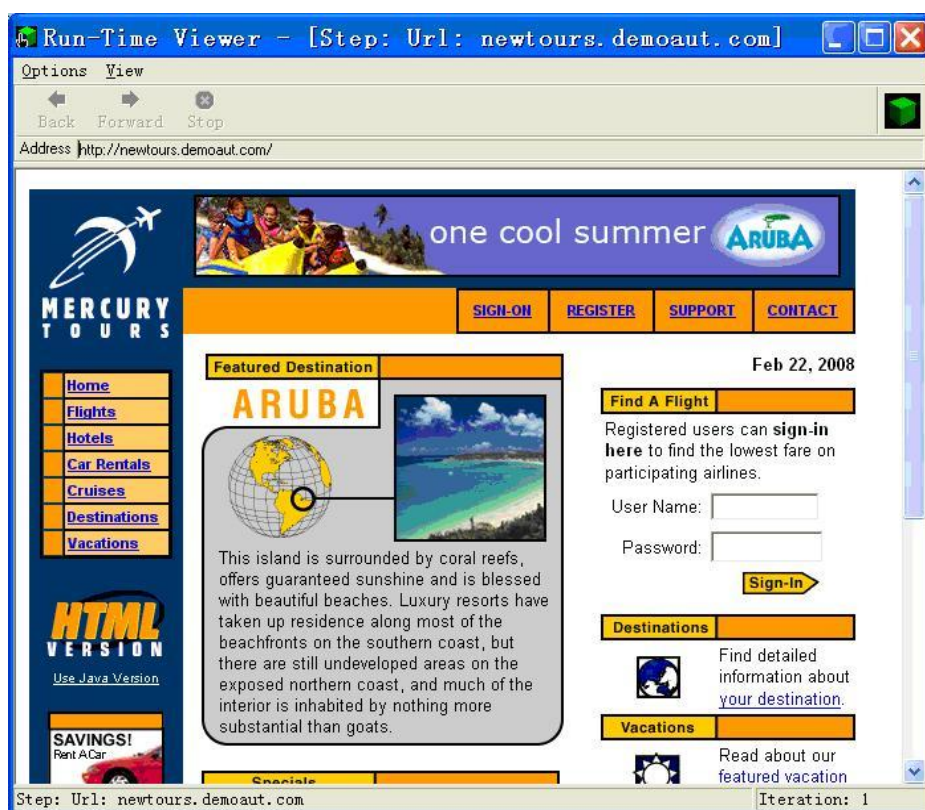 Run-Time Viewer - [Step: Url: newtours.demoaut.com]
Options View
Back Forward Stop
Address http://newtours.demoaut.com/
one cool summer ARUBA
MERCURY
TOURS
SIGN-ON REGISTER SUPPORT CONTACT
Home
Flights
Hotels
Car Rentals
Cruises
Destinations
Vacations
HTML
VERSION
Use Java Version
SAVINGS!
Rent A Car
Featured Destination
ARUBA
This island is surrounded by coral reefs,
offers guaranteed sunshine and is blessed
with beautiful beaches. Luxury resorts have
taken up residence along most of the
beachfronts on the southern coast, but
there are still undeveloped areas on the
exposed northern coast, and much of the
interior is inhabited by nothing more
substantial than goats.
Specials
Feb 22, 2008
Find A Flight
Registered users can sign-in
here to find the lowest fare on
participating airlines.
User Name:
Password:
Sign-In
Destinations
Find detailed
information about
your destination.
Vacations
Read about our
featured vacation
Step: Url: newtours.demoaut.com Iteration: 1